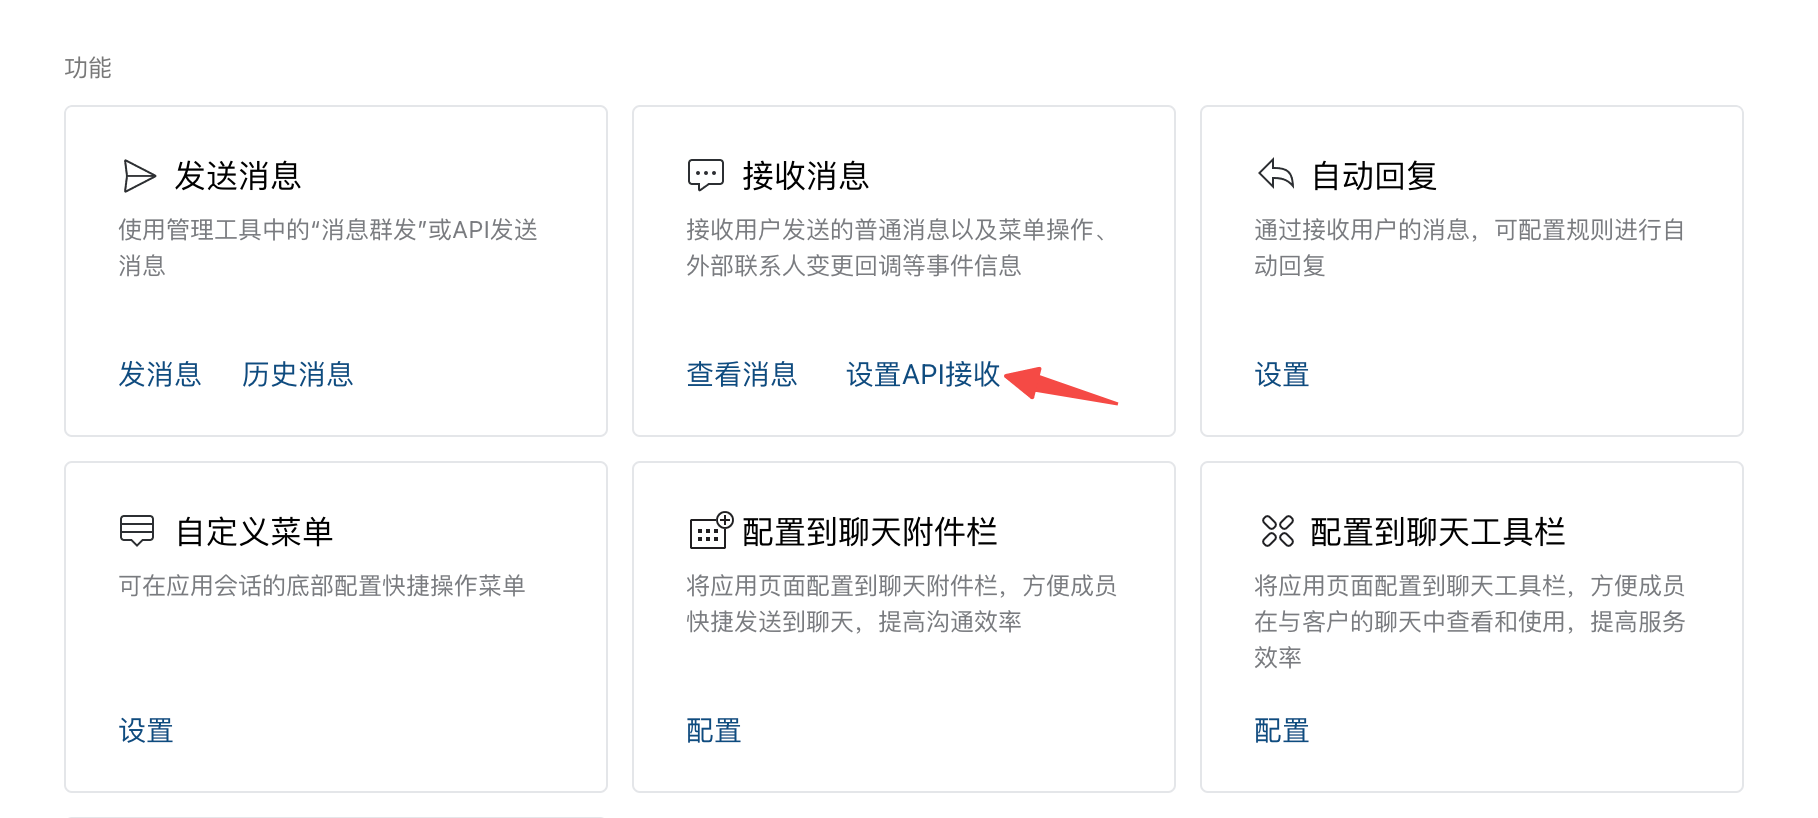 功能
发送消息
使用管理工具中的“消息群发”或API发送
消息
发消息 历史消息
接收消息
接收用户发送的普通消息以及菜单操作、
外部联系人变更回调等事件信息
查看消息 设置API接收
自动回复
通过接收用户的消息，可配置规则进行自
动回复
设置
自定义菜单
可在应用会话的底部配置快捷操作菜单
设置
配置到聊天附件栏
将应用页面配置到聊天附件栏，方便成员
快捷发送到聊天，提高沟通效率
配置
配置到聊天工具栏
将应用页面配置到聊天工具栏，方便成员
在与客户的聊天中查看和使用，提高服务
效率
配置